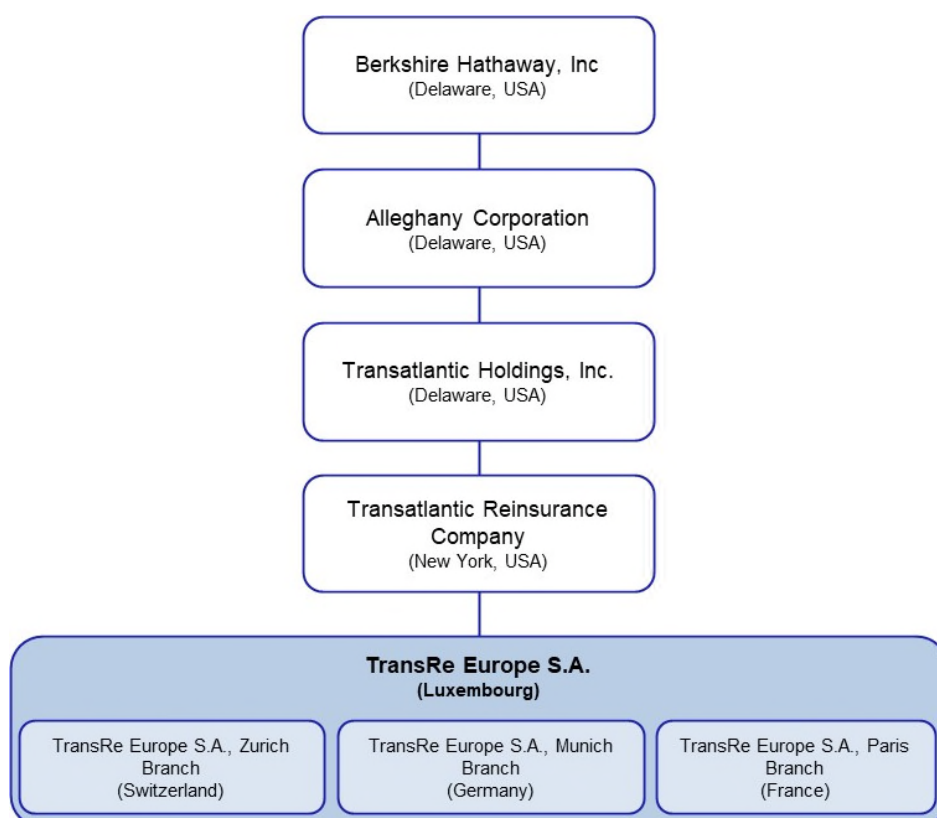 Berkshire Hathaway, Inc
(Delaware, USA)
Alleghany Corporation
(Delaware, USA)
Transatlantic Holdings, Inc.
(Delaware, USA)
Transatlantic Reinsurance
Company
(New York, USA)
TransRe Europe S.A.
(Luxembourg)
TransRe Europe S.A., Zurich
Branch
(Switzerland)
TransRe Europe S.A., Munich
Branch
(Germany)
TransRe Europe S.A., Paris
Branch
(France)